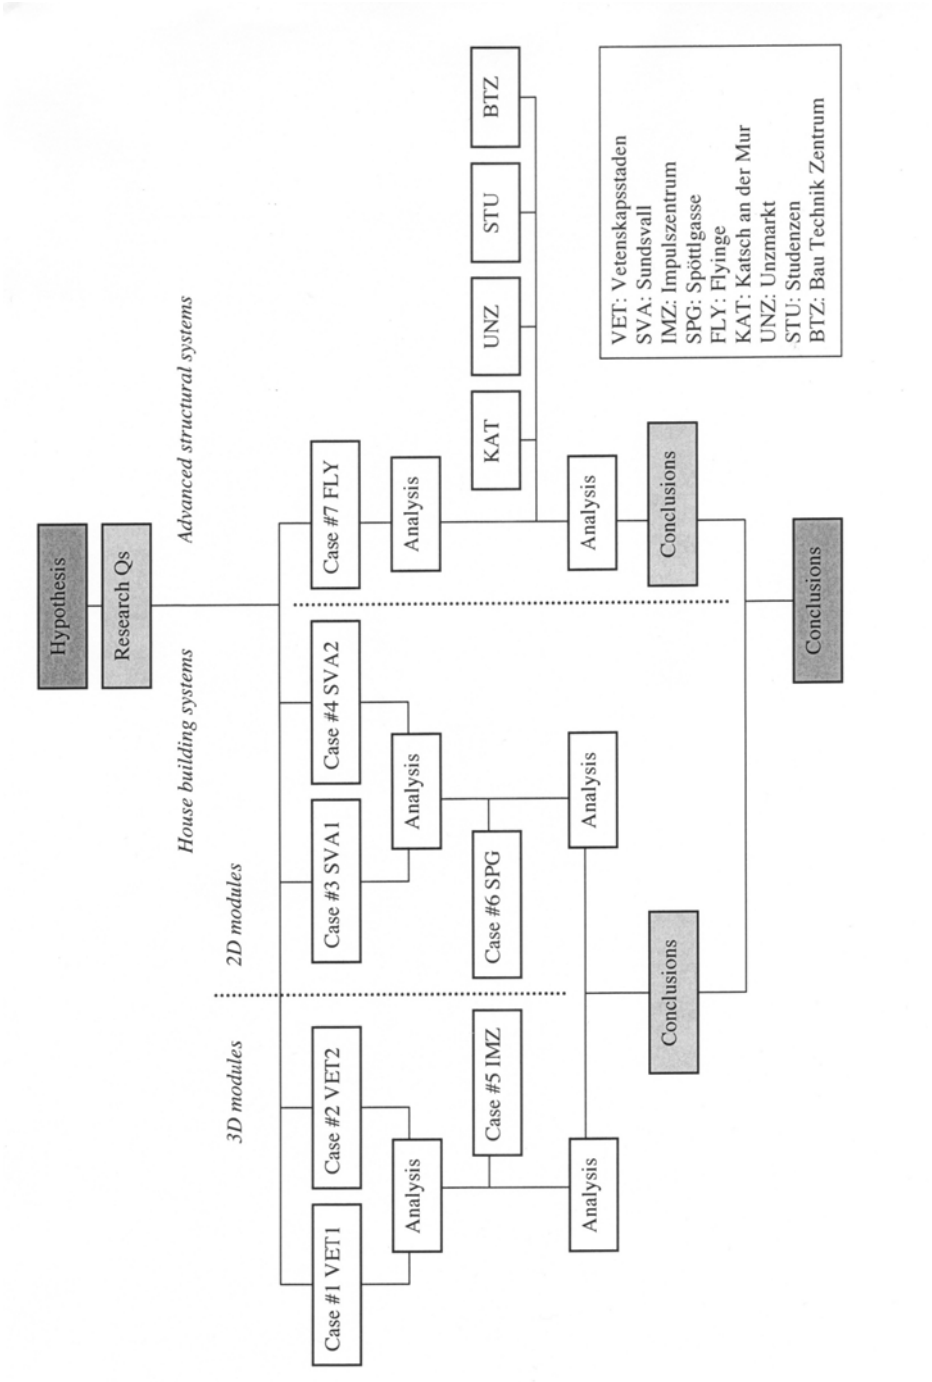 Hypothesis
Research Qs
House building systems
Advanced structural systems
3D modules
2D modules
Case #1 VET1
Case #2 VET2
Case #3 SVA1
Case #4 SVA2
Case #7 FLY
Analysis
Analysis
Analysis
Case #5 IMZ
Case #6 SPG
KAT
UNZ
STU
BTZ
Analysis
Analysis
Analysis
Conclusions
Conclusions
Conclusions
VET: Vetenskapsstaden
SVA: Sundsvall
IMZ: Impulszentrum
SPG: Spöttlgasse
FLY: Flyinge
KAT: Katsch an der Mur
UNZ: Unzmarkt
STU: Studenzen
BTZ: Bau Technik Zentrum